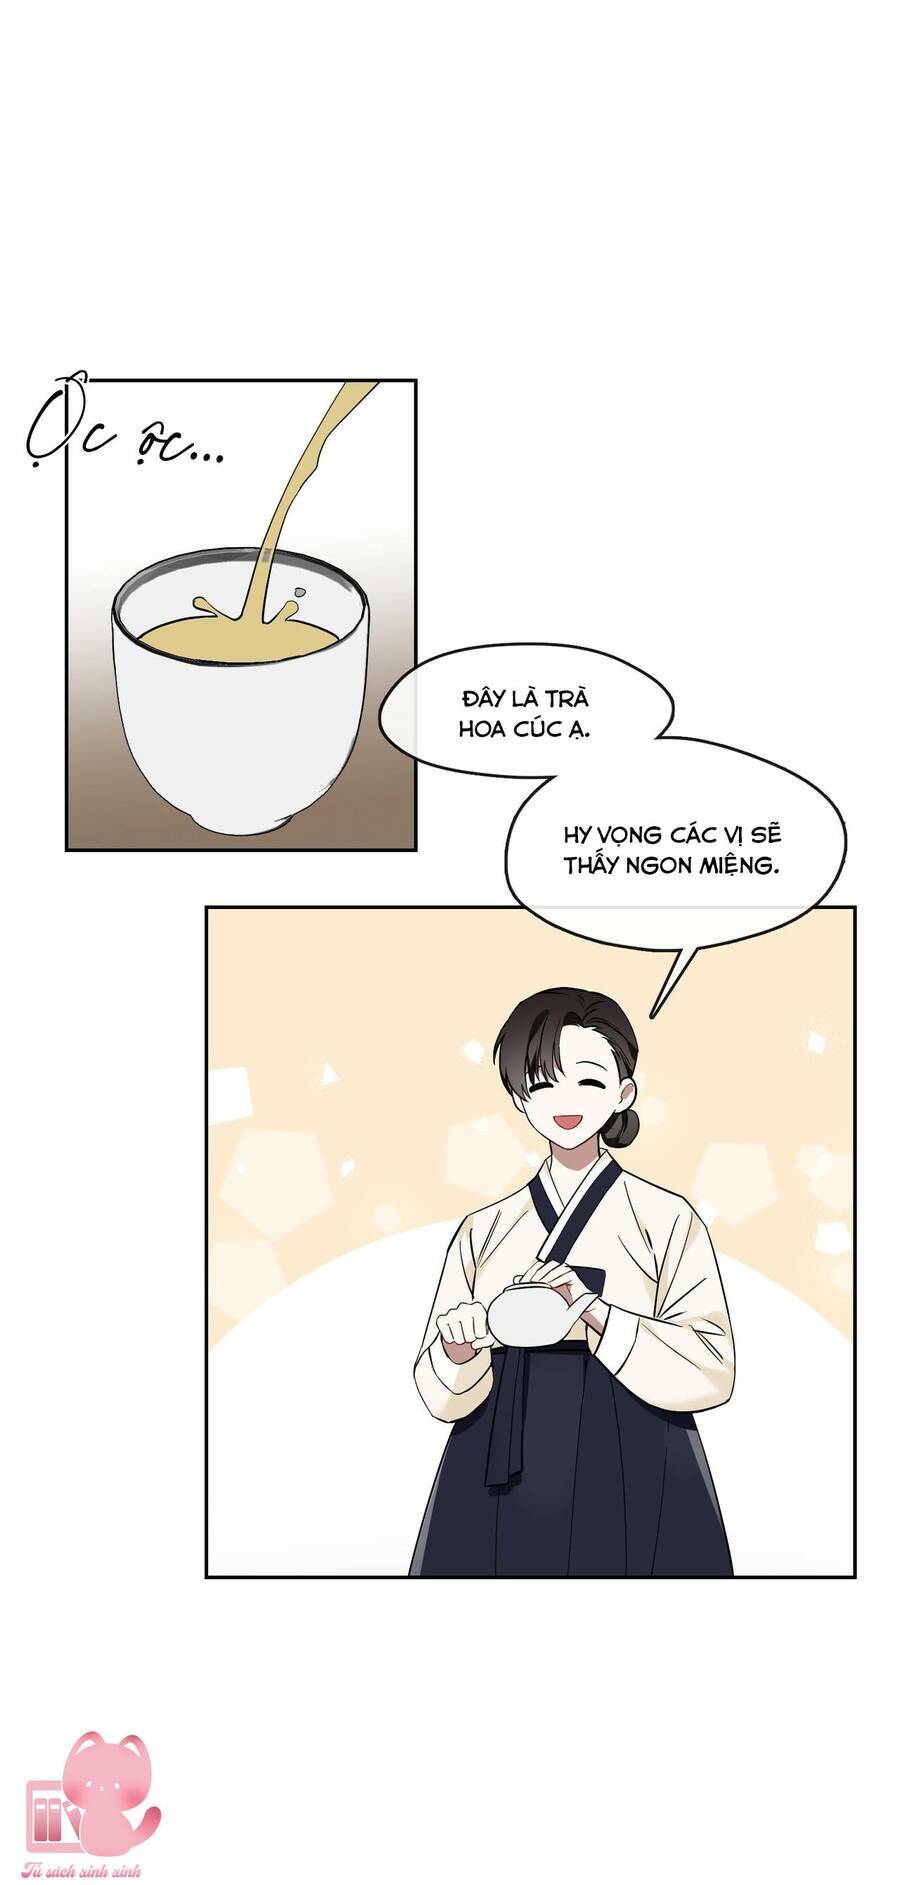 Ọc ọc...
ĐÂY LÀ TRÀ
HOA CÚC Ạ.
HY VỌNG CÁC VỊ SẼ
THẤY NGON MIỆNG.
Tủ sách xinh xinh